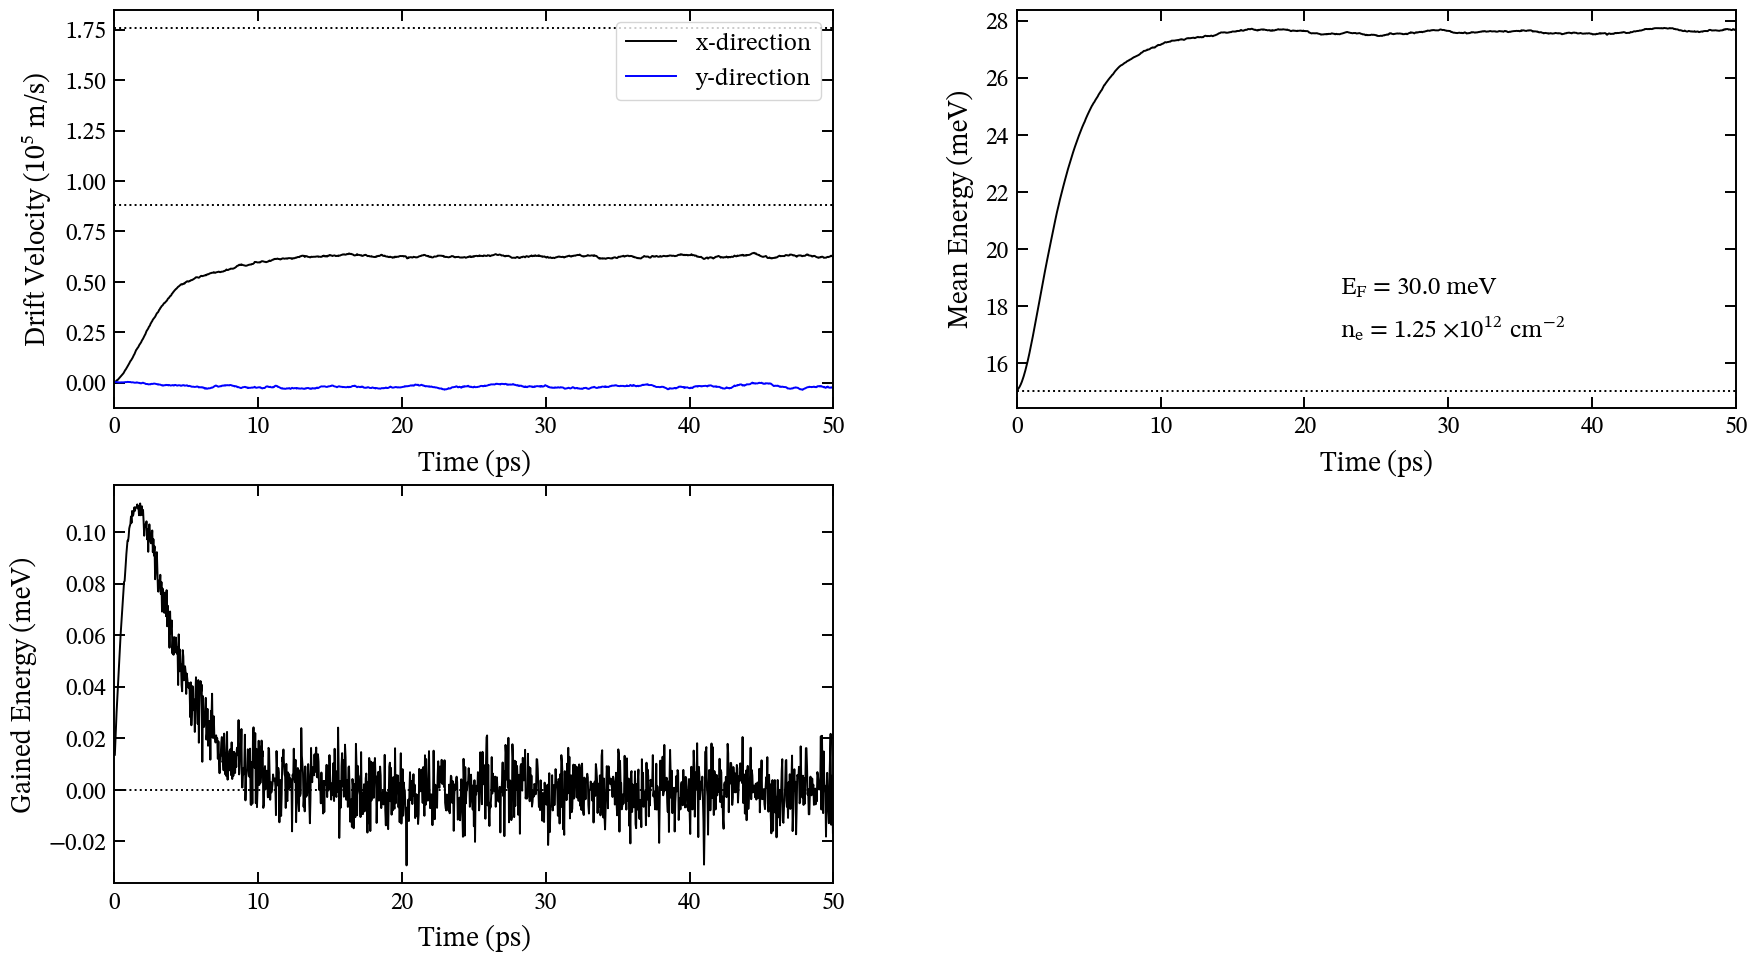 1.75
1.50
1.25
1.00
0.75
0.50
0.25
0.00
Drift Velocity (10⁵ m/s)
x-direction
y-direction
0 10 20 30 40 50
Time (ps)
28
26
24
22
20
18
16
Mean Energy (meV)
E_F = 30.0 meV
n_e = 1.25 ×10¹² cm⁻²
0 10 20 30 40 50
Time (ps)
0.10
0.08
0.06
0.04
0.02
0.00
−0.02
Gained Energy (meV)
0 10 20 30 40 50
Time (ps)